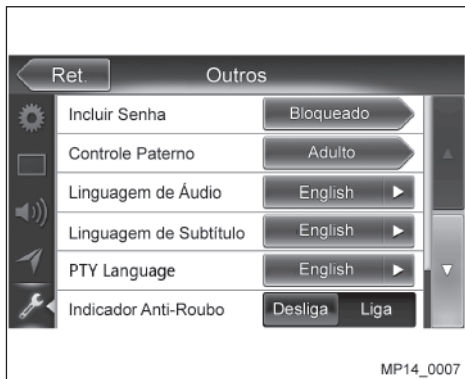 Ret. Outros
Incluir Senha Bloqueado
Controle Paterno Adulto
Linguagem de Áudio English
Linguagem de Subtítulo English
PTY Language English
Indicador Anti-Roubo Desliga Liga
MP14_0007